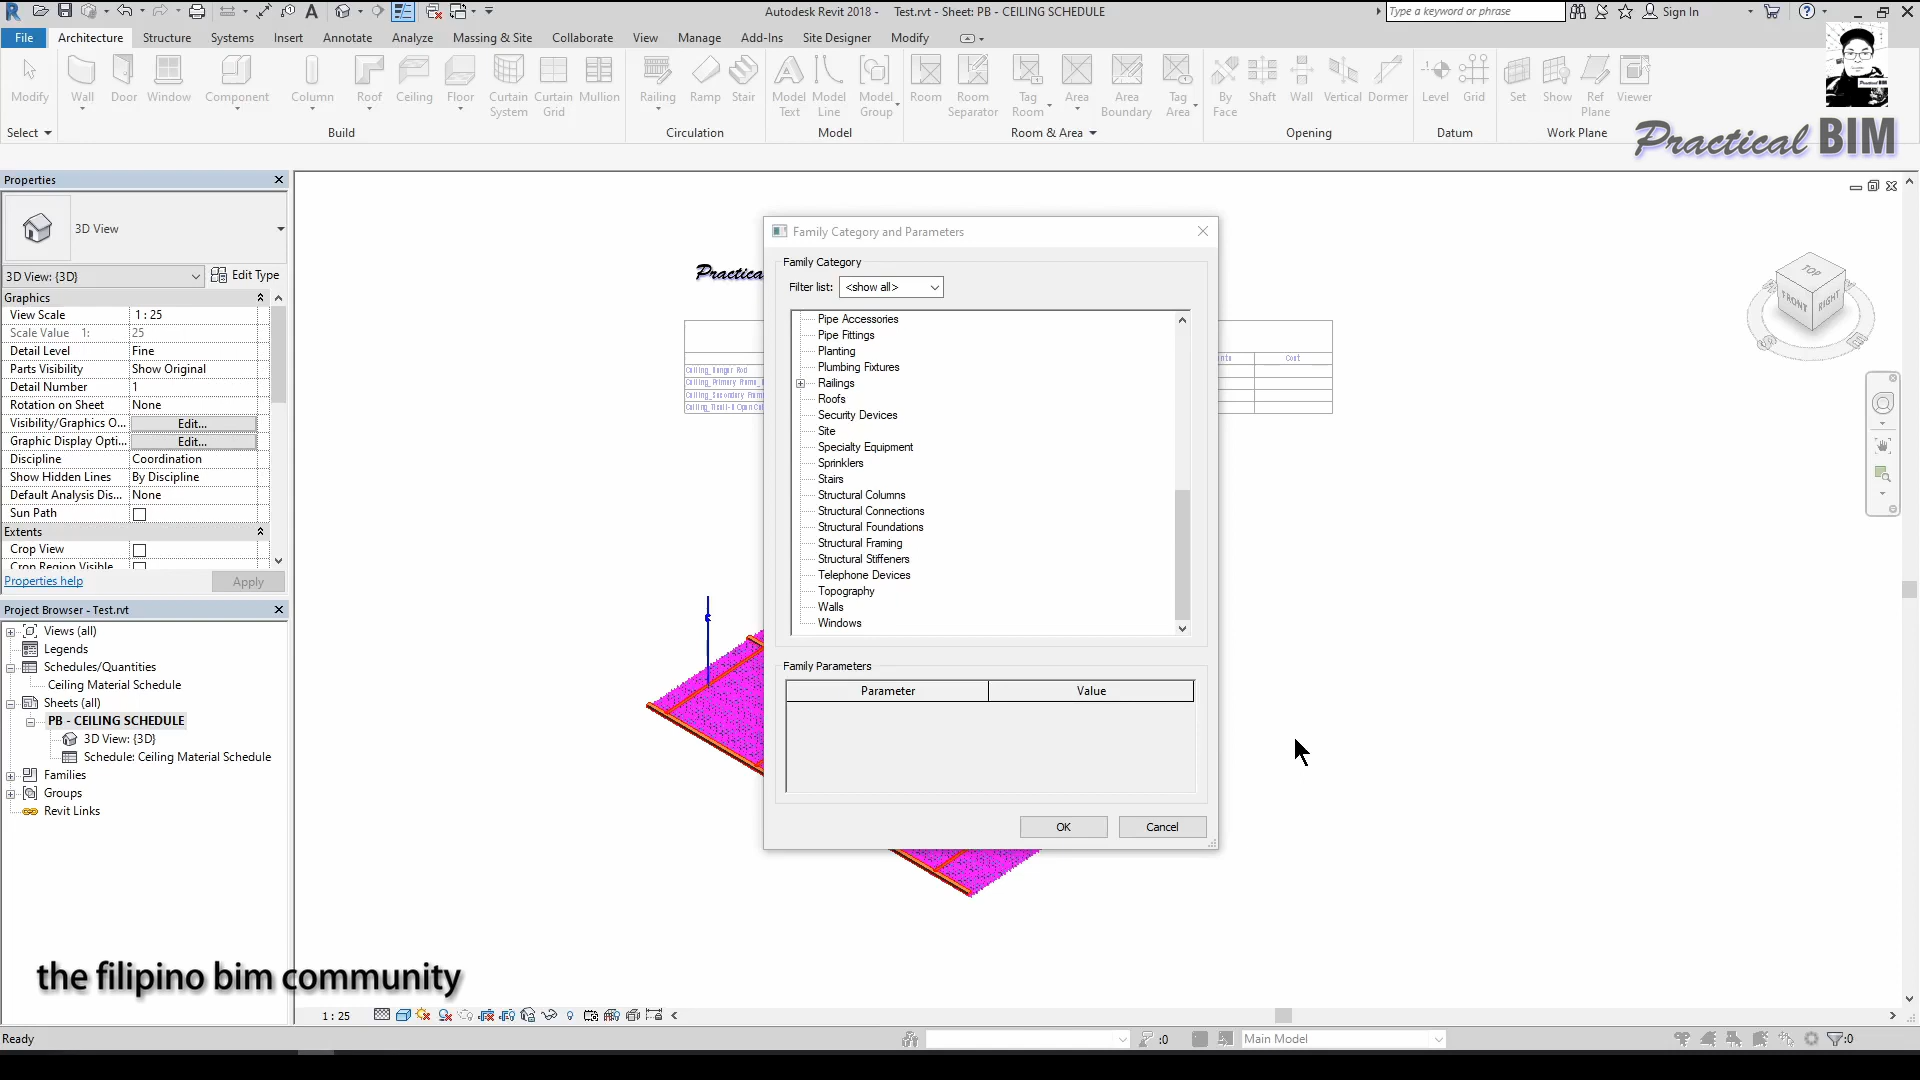 Autodesk Revit 2018 - Test.rvt - Sheet: PB - CEILING SCHEDULE
Type a keyword or phrase
Sign In
File Architecture Structure Systems Insert Annotate Analyze Massing & Site Collaborate View Manage Add-Ins Site Designer Modify
Modify Wall Door Window Component Column Roof Ceiling Floor Curtain System Curtain Grid Mullion Railing Ramp Stair Model Text Model Line Model Group Room Room Separator Tag Room Area Area Boundary Tag Area By Face Shaft Wall Vertical Dormer Level Grid Set Show Ref Plane Viewer
Select Build Circulation Model Room & Area Opening Datum Work Plane
Practical BIM
Properties
3D View
3D View: {3D} Edit Type
Graphics
View Scale 1 : 25
Scale Value 1: 25
Detail Level Fine
Parts Visibility Show Original
Detail Number 1
Rotation on Sheet None
Visibility/Graphics O... Edit...
Graphic Display Opti... Edit...
Discipline Coordination
Show Hidden Lines By Discipline
Default Analysis Dis... None
Sun Path
Extents
Crop View
Crop Region Visible
Properties help Apply
Project Browser - Test.rvt
Views (all)
Legends
Schedules/Quantities
Ceiling Material Schedule
Sheets (all)
PB - CEILING SCHEDULE
3D View: {3D}
Schedule: Ceiling Material Schedule
Families
Groups
Revit Links
Practica
Cost
Family Category and Parameters
Family Category
Filter list: <show all>
Pipe Accessories
Pipe Fittings
Planting
Plumbing Fixtures
Railings
Roofs
Security Devices
Site
Specialty Equipment
Sprinklers
Stairs
Structural Columns
Structural Connections
Structural Foundations
Structural Framing
Structural Stiffeners
Telephone Devices
Topography
Walls
Windows
Family Parameters
Parameter Value
OK Cancel
TOP
FRONT RIGHT
the filipino bim community
1 : 25
Ready
:0
Main Model
:0